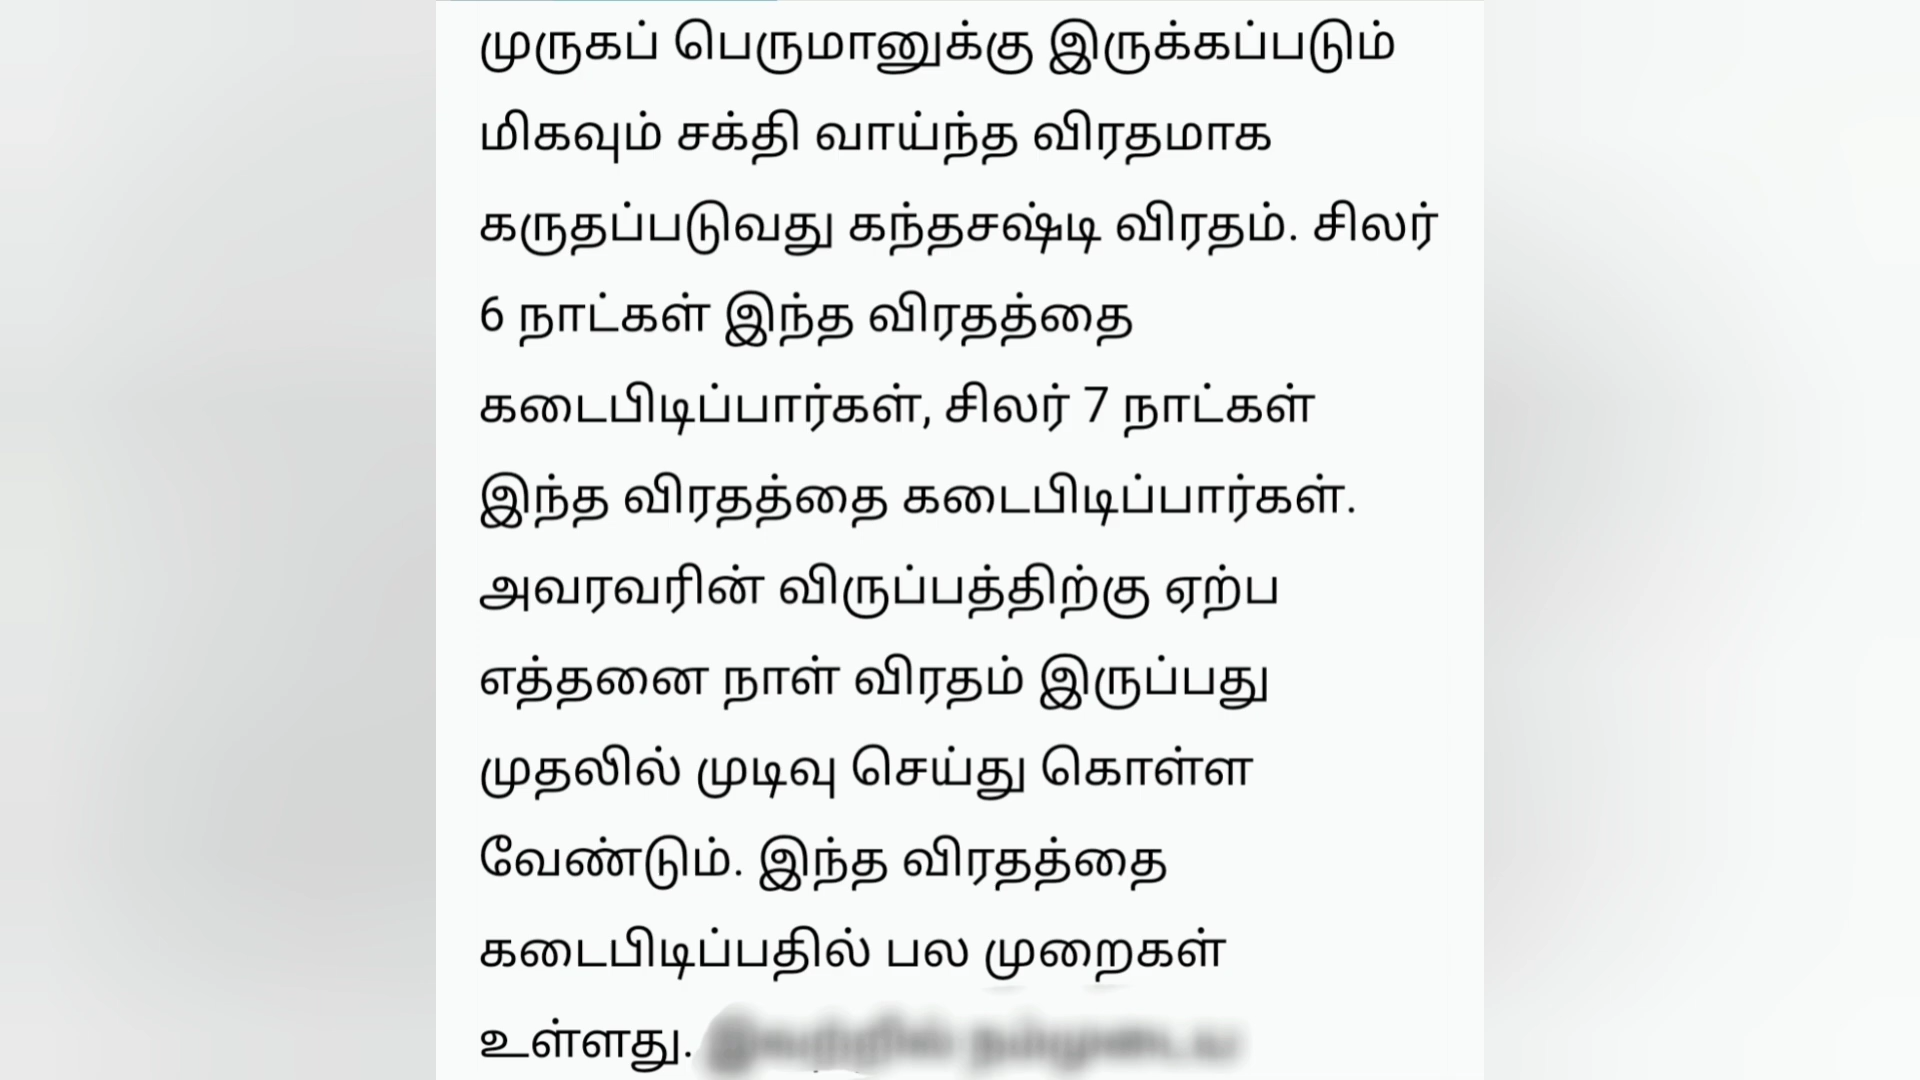 முருகப் பெருமானுக்கு இருக்கப்படும்
மிகவும் சக்தி வாய்ந்த விரதமாக
கருதப்படுவது கந்தசஷ்டி விரதம். சிலர்
6 நாட்கள் இந்த விரதத்தை
கடைபிடிப்பார்கள், சிலர் 7 நாட்கள்
இந்த விரதத்தை கடைபிடிப்பார்கள்.
அவரவரின் விருப்பத்திற்கு ஏற்ப
எத்தனை நாள் விரதம் இருப்பது
முதலில் முடிவு செய்து கொள்ள
வேண்டும். இந்த விரதத்தை
கடைபிடிப்பதில் பல முறைகள்
உள்ளது.